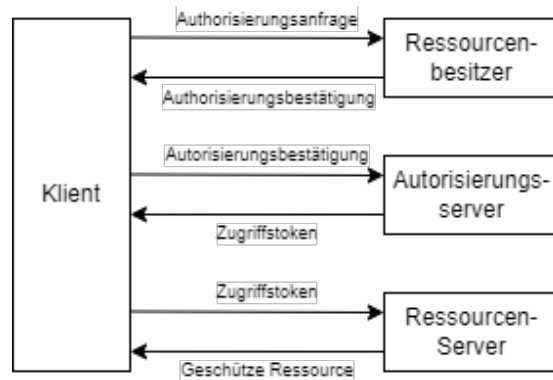 Authorisierungsanfrage
Ressourcen-
besitzer
Authorisierungsbestätigung
Autorisierungsbestätigung
Klient
Autorisierungs-
server
Zugriffstoken
Zugriffstoken
Ressourcen-
Server
Geschütze Ressource